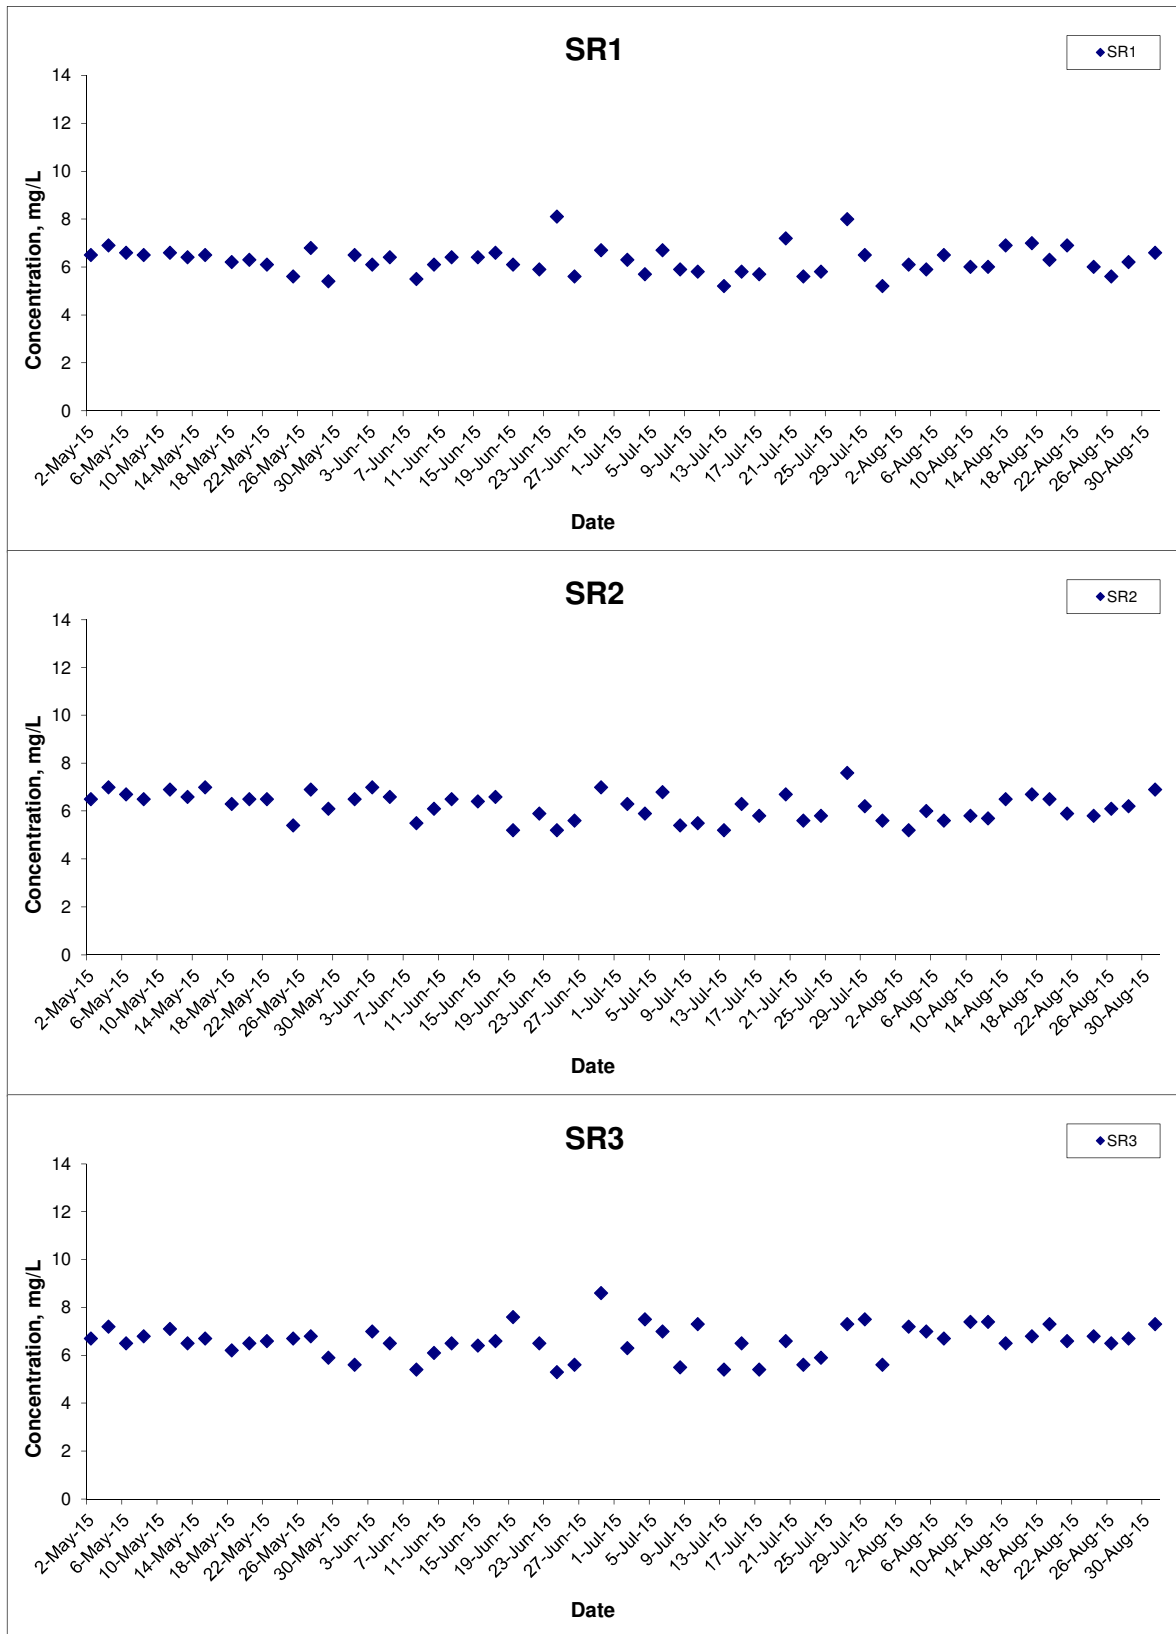 SR1
SR1
14
12
10
8
6
4
2
0
Concentration, mg/L
2-May-15
6-May-15
10-May-15
14-May-15
18-May-15
22-May-15
26-May-15
30-May-15
3-Jun-15
7-Jun-15
11-Jun-15
15-Jun-15
19-Jun-15
23-Jun-15
27-Jun-15
1-Jul-15
5-Jul-15
9-Jul-15
13-Jul-15
17-Jul-15
21-Jul-15
25-Jul-15
29-Jul-15
2-Aug-15
6-Aug-15
10-Aug-15
14-Aug-15
18-Aug-15
22-Aug-15
26-Aug-15
30-Aug-15
Date
SR2
SR2
14
12
10
8
6
4
2
0
Concentration, mg/L
2-May-15
6-May-15
10-May-15
14-May-15
18-May-15
22-May-15
26-May-15
30-May-15
3-Jun-15
7-Jun-15
11-Jun-15
15-Jun-15
19-Jun-15
23-Jun-15
27-Jun-15
1-Jul-15
5-Jul-15
9-Jul-15
13-Jul-15
17-Jul-15
21-Jul-15
25-Jul-15
29-Jul-15
2-Aug-15
6-Aug-15
10-Aug-15
14-Aug-15
18-Aug-15
22-Aug-15
26-Aug-15
30-Aug-15
Date
SR3
SR3
14
12
10
8
6
4
2
0
Concentration, mg/L
2-May-15
6-May-15
10-May-15
14-May-15
18-May-15
22-May-15
26-May-15
30-May-15
3-Jun-15
7-Jun-15
11-Jun-15
15-Jun-15
19-Jun-15
23-Jun-15
27-Jun-15
1-Jul-15
5-Jul-15
9-Jul-15
13-Jul-15
17-Jul-15
21-Jul-15
25-Jul-15
29-Jul-15
2-Aug-15
6-Aug-15
10-Aug-15
14-Aug-15
18-Aug-15
22-Aug-15
26-Aug-15
30-Aug-15
Date